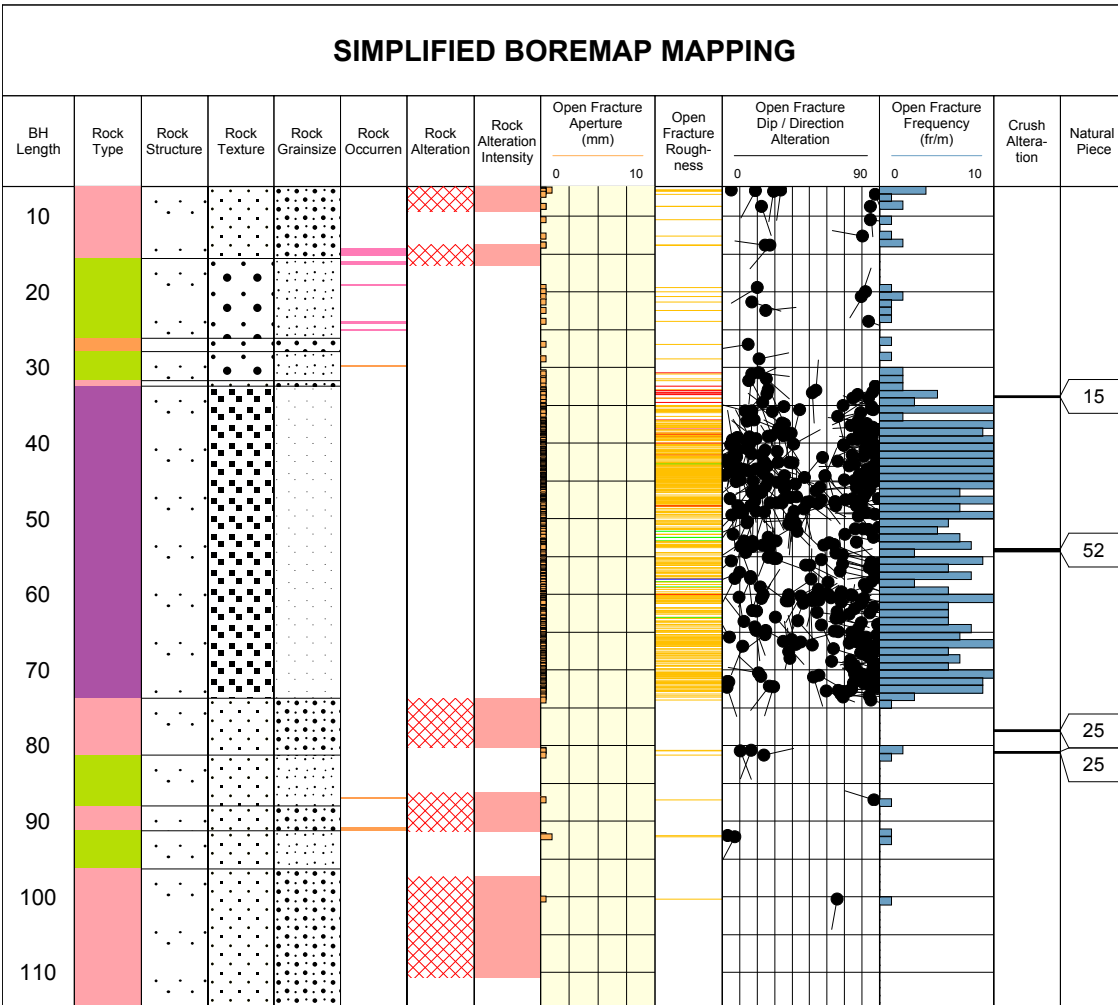 SIMPLIFIED BOREMAP MAPPING
BH
Length
Rock
Type
Rock
Structure
Rock
Texture
Rock
Grainsize
Rock
Occurren
Rock
Alteration
Rock
Alteration
Intensity
Open Fracture
Aperture
(mm)
0 10
Open
Fracture
Rough-
ness
Open Fracture
Dip / Direction
Alteration
0 90
Open Fracture
Frequency
(fr/m)
0 10
Crush
Altera-
tion
Natural
Piece
10
20
30
15
40
50
52
60
70
25
80
25
90
100
110